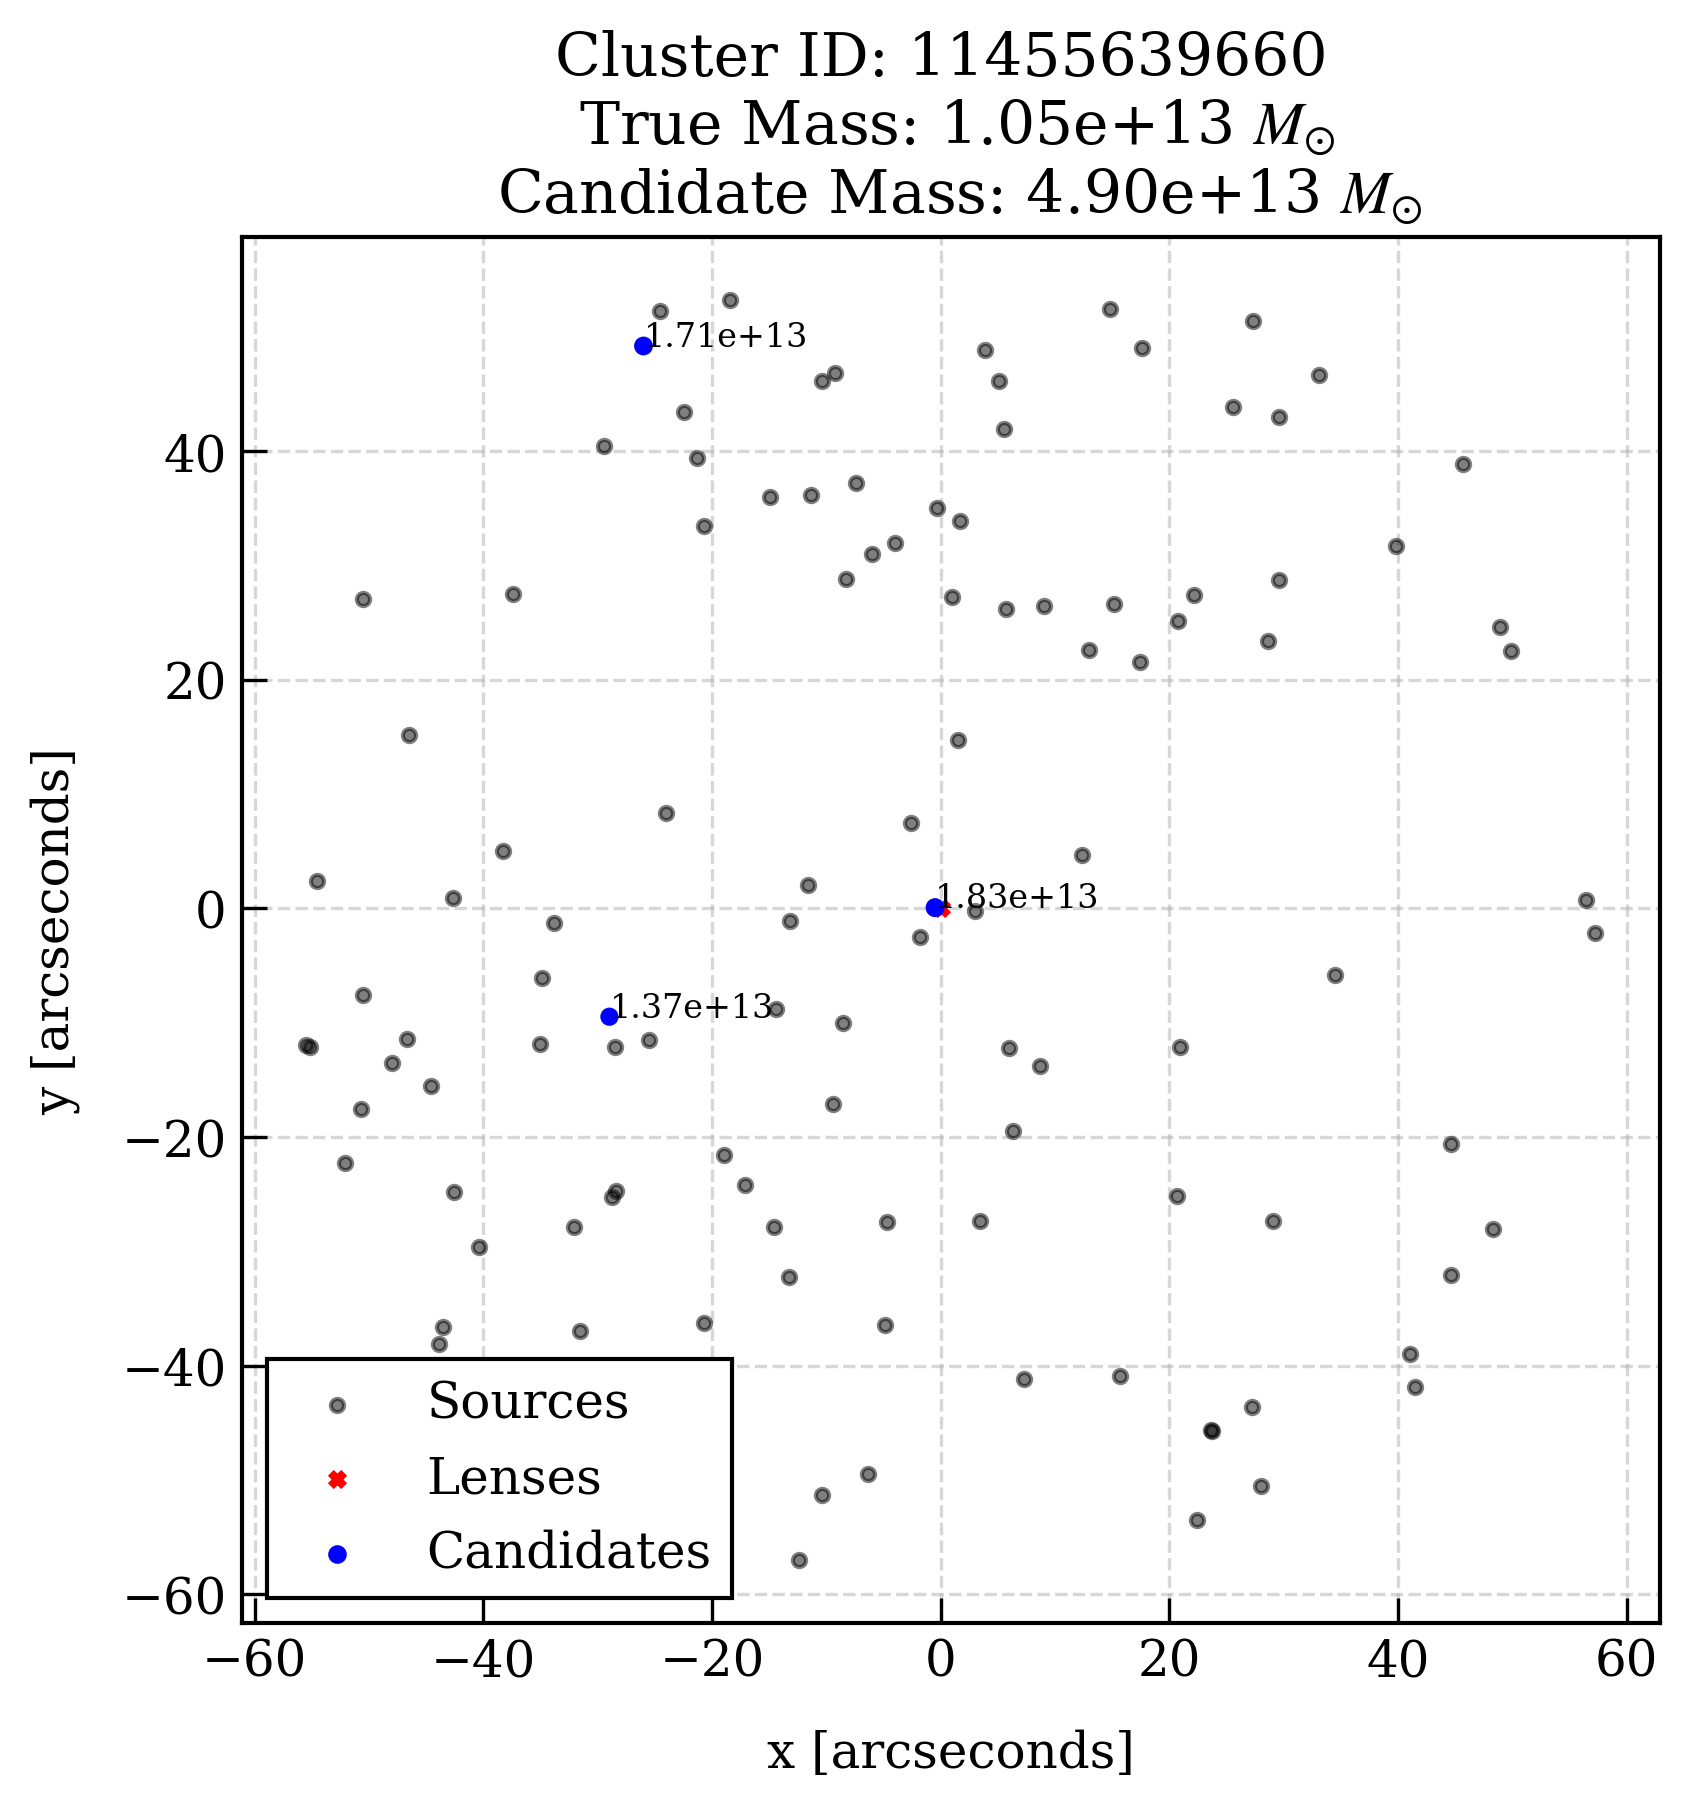 Cluster ID: 11455639660
True Mass: 1.05e+13 M⊙
Candidate Mass: 4.90e+13 M⊙
1.71e+13
1.83e+13
1.37e+13
y [arcseconds]
40
20
0
−20
−40
−60
Sources
Lenses
Candidates
−60 −40 −20 0 20 40 60
x [arcseconds]